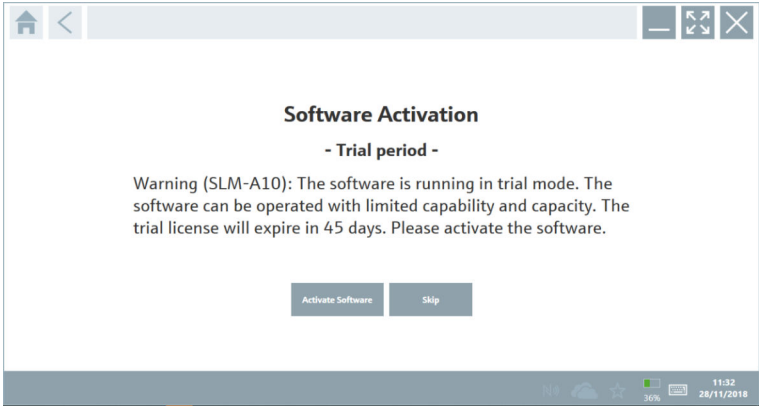 Software Activation
- Trial period -
Warning (SLM-A10): The software is running in trial mode. The
software can be operated with limited capability and capacity. The
trial license will expire in 45 days. Please activate the software.
Activate Software
Skip
36%
11:32
28/11/2018